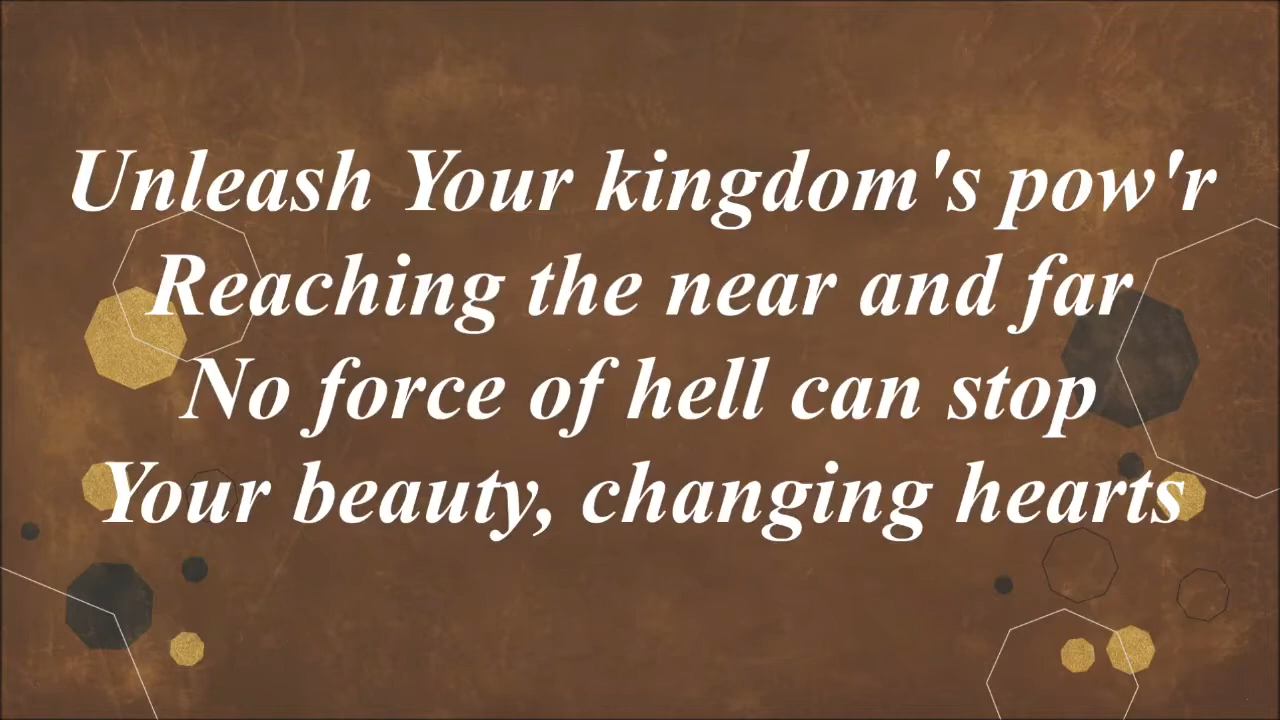 Unleash Your kingdom's pow'r
Reaching the near and far
No force of hell can stop
Your beauty, changing hearts